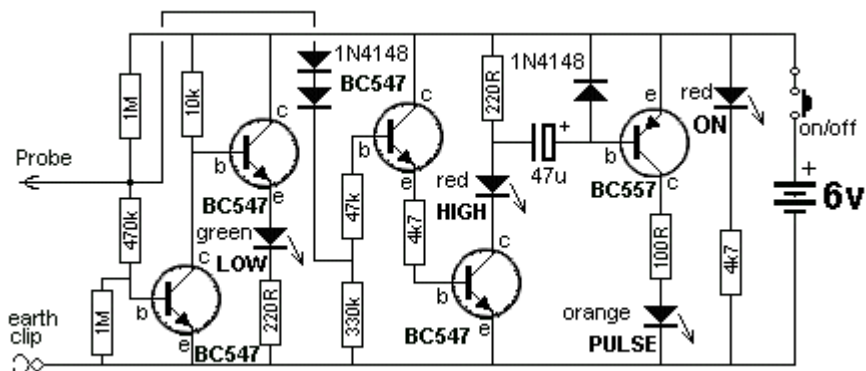 1N4148
BC547
1M
10k
c
b
e
BC547
Probe
470k
green
LOW
220R
earth
clip
1M
c
b
e
BC547
47k
330k
c
b
e
4k7
220R
red
HIGH
c
b
e
BC547
1N4148
+
47u
e
b
c
BC557
100R
orange
PULSE
red
ON
4k7
on/off
+
6v